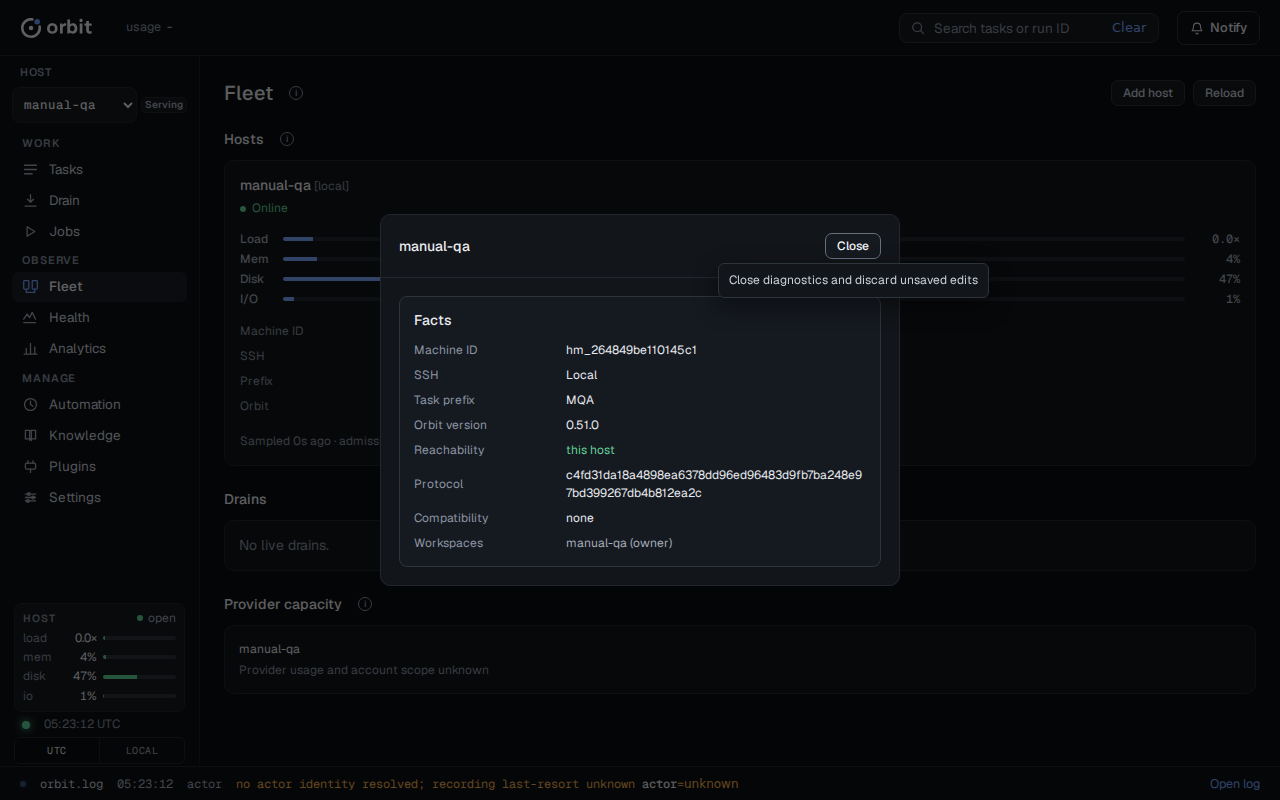 orbit
usage –
Search tasks or run ID
Clear
Notify
HOST
manual-qa
Serving
WORK
Tasks
Drain
Jobs
OBSERVE
Fleet
Health
Analytics
MANAGE
Automation
Knowledge
Plugins
Settings
HOST
open
load 0.0×
mem 4%
disk 47%
io 1%
05:23:12 UTC
UTC
LOCAL
Fleet
Add host
Reload
Hosts
manual-qa [local]
Online
Load 0.0×
Mem 4%
Disk 47%
I/O 1%
Machine ID
SSH
Prefix
Orbit
Sampled 0s ago · admiss
manual-qa
Close
Close diagnostics and discard unsaved edits
Facts
Machine ID hm_264849be110145c1
SSH Local
Task prefix MQA
Orbit version 0.51.0
Reachability this host
Protocol c4fd31da18a4898ea6378dd96ed96483d9fb7ba248e9
7bd399267db4b812ea2c
Compatibility none
Workspaces manual-qa (owner)
Drains
No live drains.
Provider capacity
manual-qa
Provider usage and account scope unknown
orbit.log 05:23:12 actor no actor identity resolved; recording last-resort unknown actor=unknown
Open log